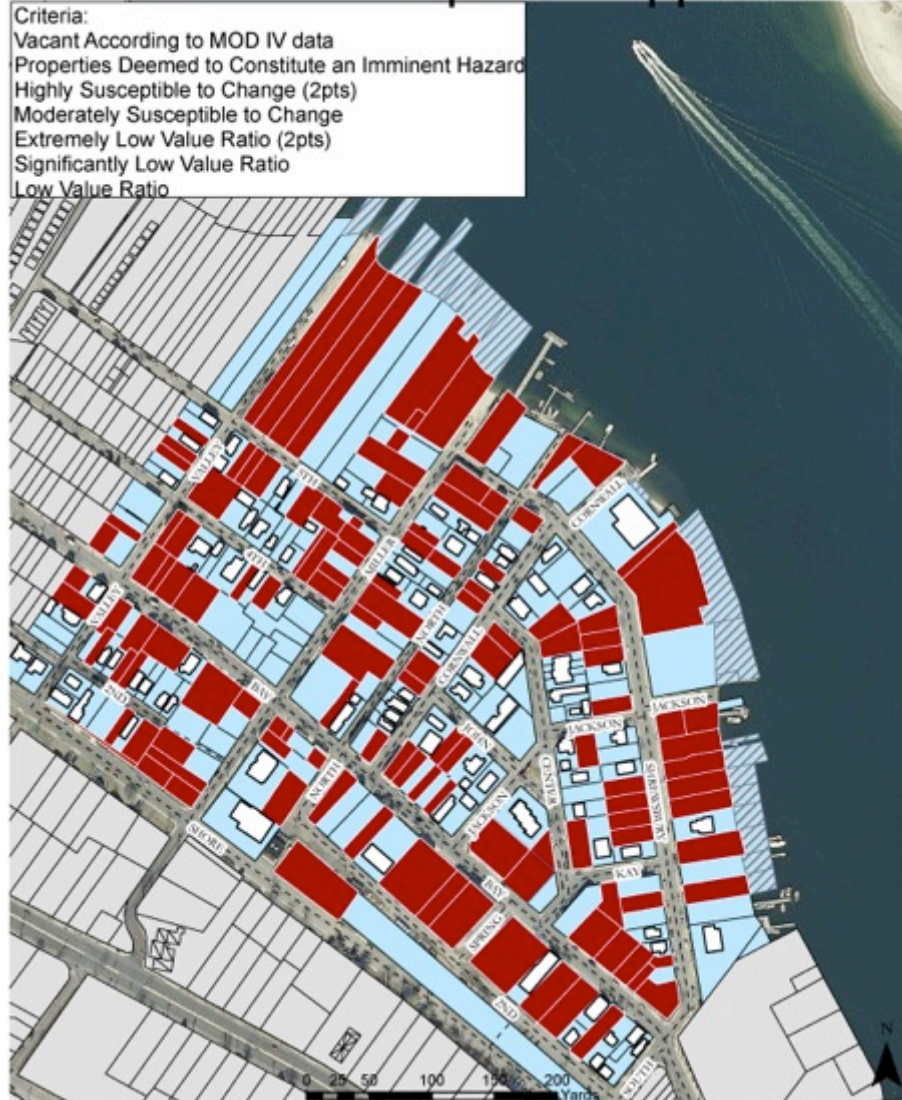 Criteria:
Vacant According to MOD IV data
Properties Deemed to Constitute an Imminent Hazard
Highly Susceptible to Change (2pts)
Moderately Susceptible to Change
Extremely Low Value Ratio (2pts)
Significantly Low Value Ratio
Low Value Ratio
VALLEY
5TH
CORNWALL
4TH
MILLER
VALLEY
NORTH
CORNWALL
2ND
BAY
JOHN
JACKSON
JACKSON
CENTER
SHREWSBURY
NORTH
JACKSON
SHORE
KAY
BAY
SPRING
2ND
SOUTH
N
0 25 50 100 150 200
Yards